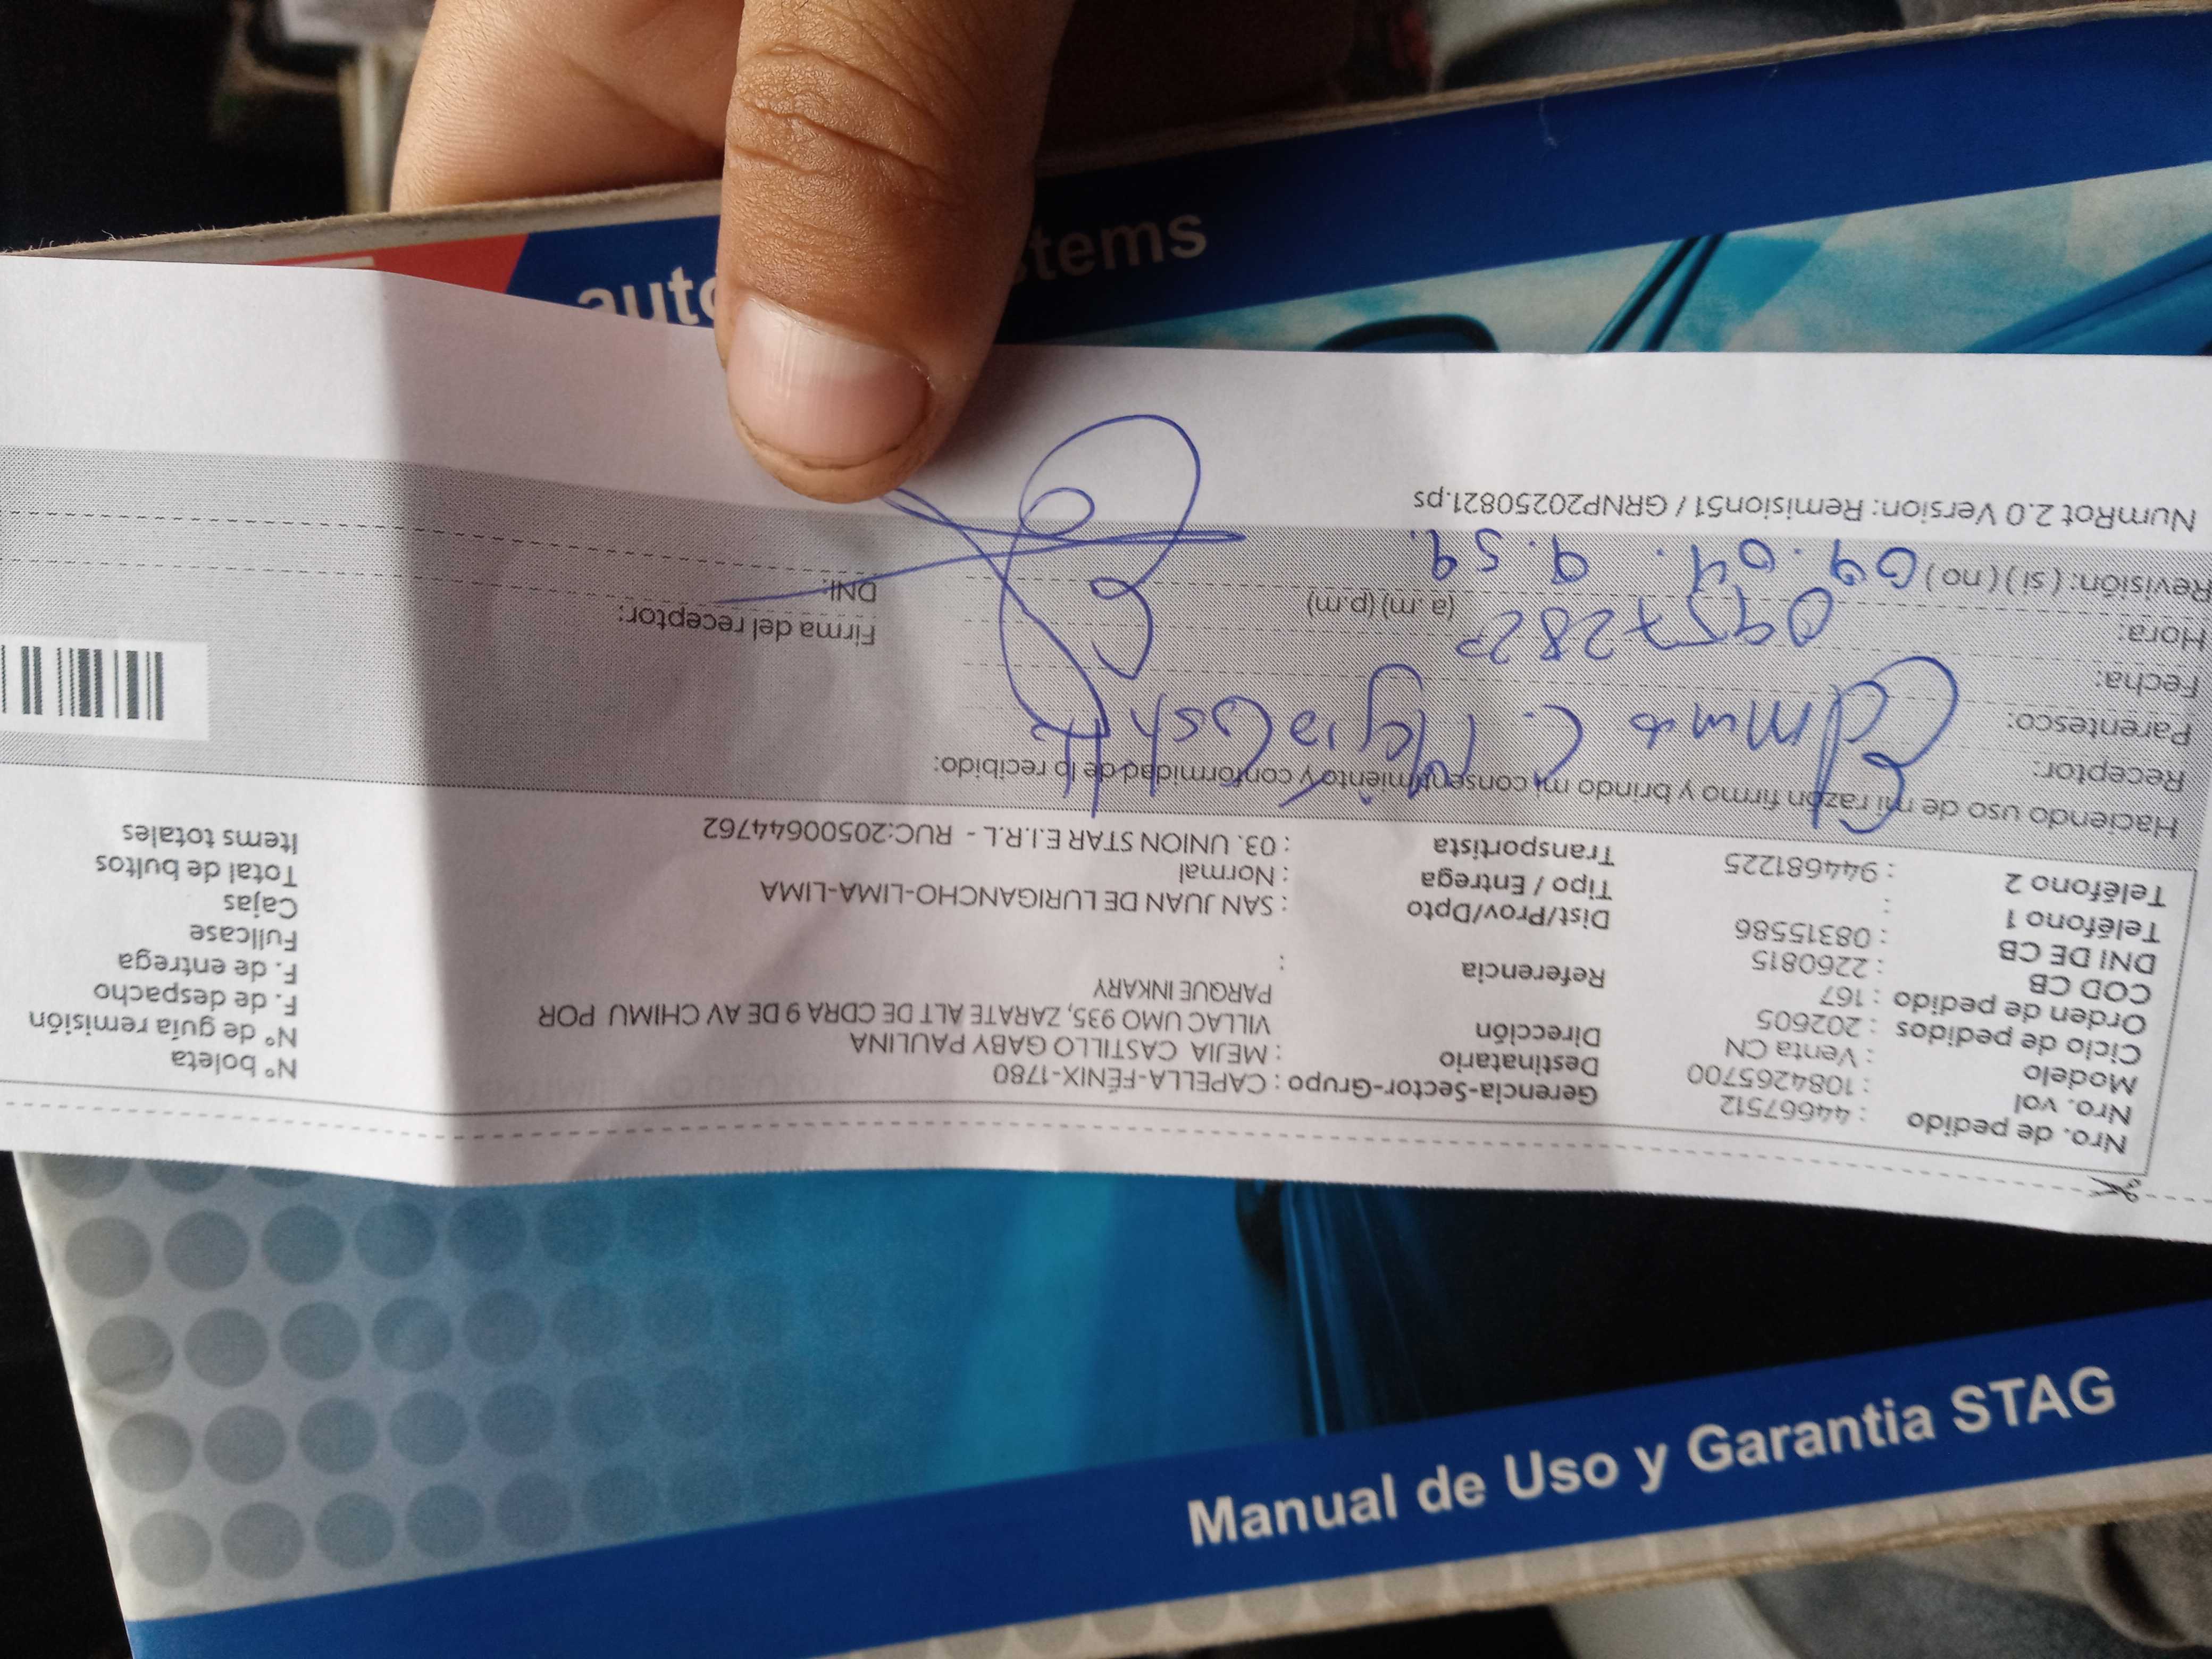 Nro. de pedido : 44667512
Nro. vol : 1084265700
Modelo : Venta CN
Ciclo de pedidos : 202605
Orden de pedido : 167
COD CB : 2260815
DNI DE CB : 08315586
Teléfono 1 :
Teléfono 2 : 944681225
Gerencia-Sector-Grupo : CAPELLA-FÉNIX-1780
Destinatario : MEJIA CASTILLO GABY PAULINA
Dirección VILLAC UMO 935, ZARATE ALT DE CDRA 9 DE AV CHIMU POR
PARQUE INKARY
Referencia :
Dist/Prov/Dpto : SAN JUAN DE LURIGANCHO-LIMA-LIMA
Tipo / Entrega : Normal
Transportista : 03. UNION STAR E.I.R.L - RUC:20500644762
N° boleta
N° de guía remisión
F. de despacho
F. de entrega
Fullcase
Cajas
Total de bultos
Items totales
Haciendo uso de mi razón firmo y brindo mi consentimiento y conformidad de lo recibido:
Receptor:
Parentesco:
Fecha:
Hora: (a.m) (p.m)
Revisión: ( si ) ( no ) 09.04. 9.59.
Firma del receptor:
DNI:
NumRot 2.0 Version: Remision51 / GRNP20250821.ps
Manual de Uso y Garantia STAG